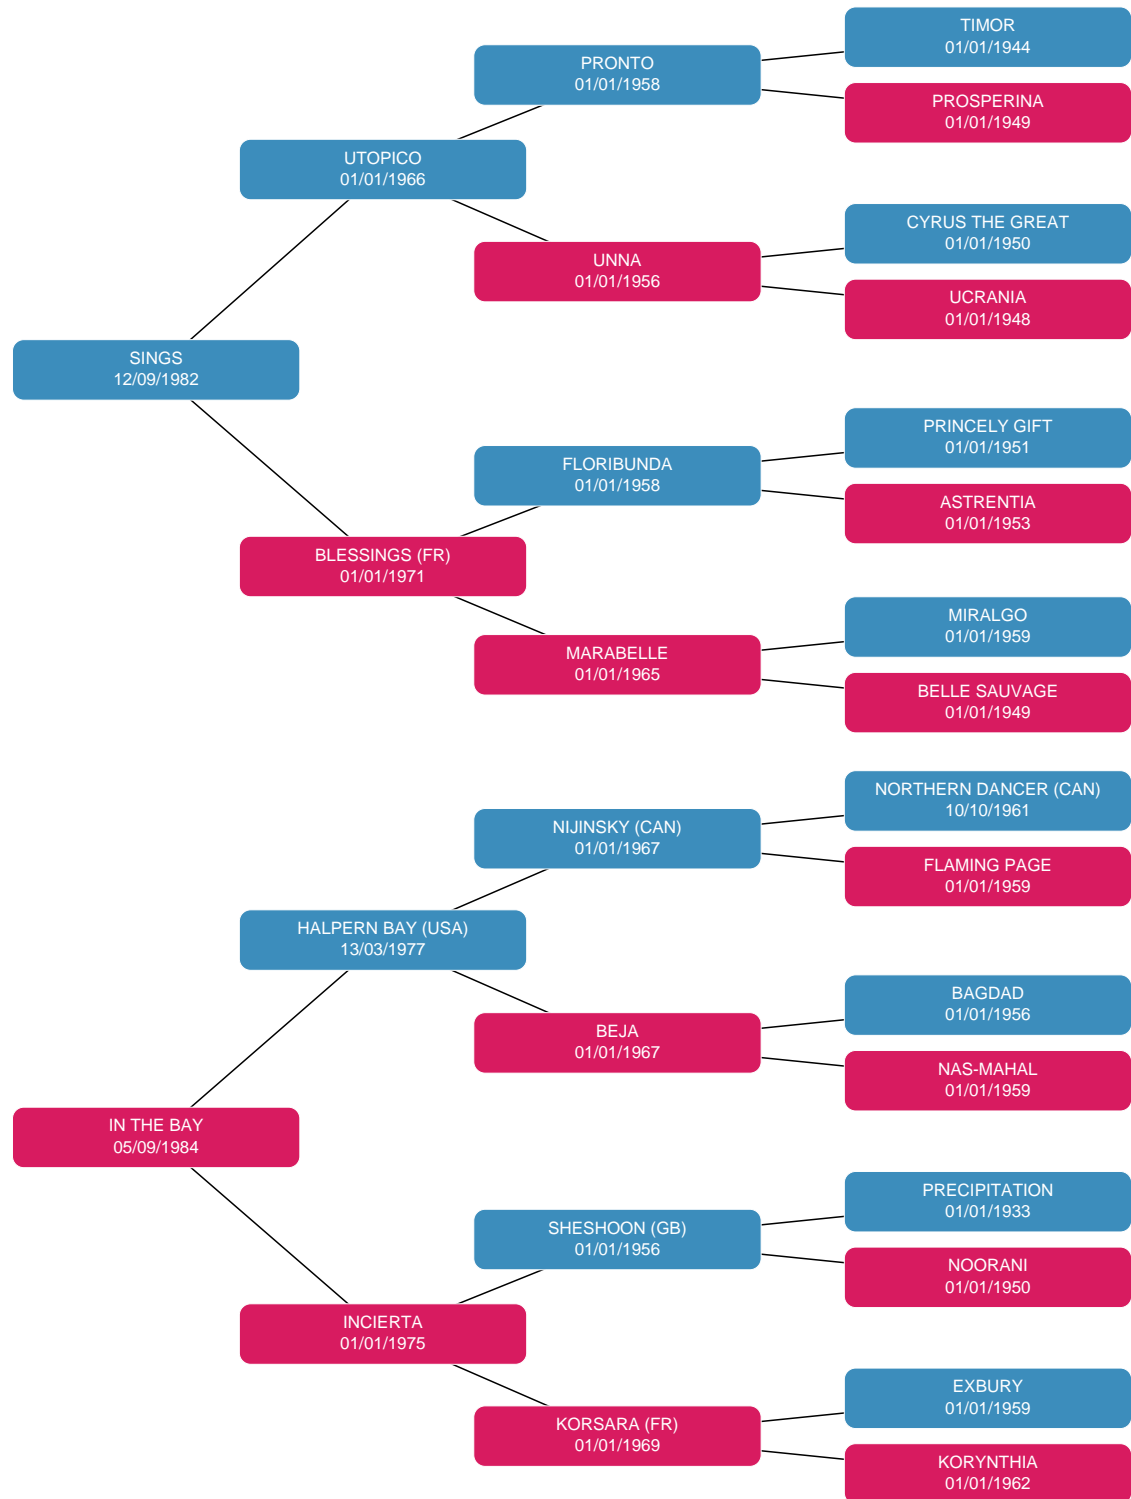 TIMOR
01/01/1944
PRONTO
01/01/1958
PROSPERINA
01/01/1949
UTOPICO
01/01/1966
CYRUS THE GREAT
01/01/1950
UNNA
01/01/1956
UCRANIA
01/01/1948
SINGS
12/09/1982
PRINCELY GIFT
01/01/1951
FLORIBUNDA
01/01/1958
ASTRENTIA
01/01/1953
BLESSINGS (FR)
01/01/1971
MIRALGO
01/01/1959
MARABELLE
01/01/1965
BELLE SAUVAGE
01/01/1949
NORTHERN DANCER (CAN)
10/10/1961
NIJINSKY (CAN)
01/01/1967
FLAMING PAGE
01/01/1959
HALPERN BAY (USA)
13/03/1977
BAGDAD
01/01/1956
BEJA
01/01/1967
NAS-MAHAL
01/01/1959
IN THE BAY
05/09/1984
PRECIPITATION
01/01/1933
SHESHOON (GB)
01/01/1956
NOORANI
01/01/1950
INCIERTA
01/01/1975
EXBURY
01/01/1959
KORSARA (FR)
01/01/1969
KORYNTHIA
01/01/1962